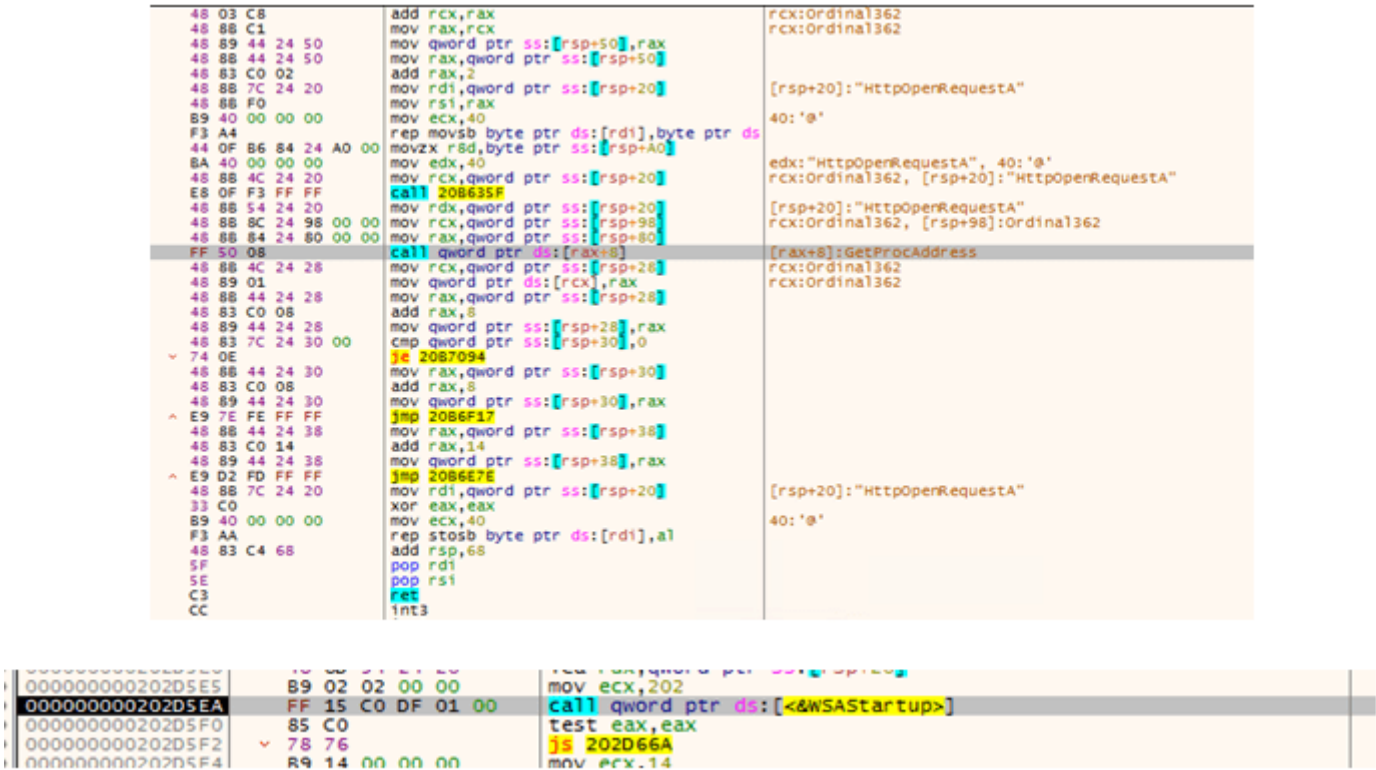 48 03 C8 add rcx,rax rcx:Ordinal362
48 8B C1 mov rax,rcx rcx:Ordinal362
48 89 44 24 50 mov qword ptr ss:[rsp+50],rax
48 8B 44 24 50 mov rax,qword ptr ss:[rsp+50]
48 83 C0 02 add rax,2
48 8B 7C 24 20 mov rdi,qword ptr ss:[rsp+20] [rsp+20]:"HttpOpenRequestA"
48 8B F0 mov rsi,rax
B9 40 00 00 00 mov ecx,40 40:'@'
F3 A4 rep movsb byte ptr ds:[rdi],byte ptr ds
44 0F B6 84 24 A0 00 movzx r8d,byte ptr ss:[rsp+A0]
BA 40 00 00 00 mov edx,40 edx:"HttpOpenRequestA", 40:'@'
48 8B 4C 24 20 mov rcx,qword ptr ss:[rsp+20] rcx:Ordinal362, [rsp+20]:"HttpOpenRequestA"
E8 0F F3 FF FF call 20B635F
48 8B 54 24 20 mov rdx,qword ptr ss:[rsp+20] [rsp+20]:"HttpOpenRequestA"
48 8B 8C 24 98 00 00 mov rcx,qword ptr ss:[rsp+98] rcx:Ordinal362, [rsp+98]:Ordinal362
48 8B 84 24 80 00 00 mov rax,qword ptr ss:[rsp+80]
FF 50 08 call qword ptr ds:[rax+8] [rax+8]:GetProcAddress
48 8B 4C 24 28 mov rcx,qword ptr ss:[rsp+28] rcx:Ordinal362
48 89 01 mov qword ptr ds:[rcx],rax rcx:Ordinal362
48 8B 44 24 28 mov rax,qword ptr ss:[rsp+28]
48 83 C0 08 add rax,8
48 89 44 24 28 mov qword ptr ss:[rsp+28],rax
48 83 7C 24 30 00 cmp qword ptr ss:[rsp+30],0
74 0E je 20B7094
48 8B 44 24 30 mov rax,qword ptr ss:[rsp+30]
48 83 C0 08 add rax,8
48 89 44 24 30 mov qword ptr ss:[rsp+30],rax
E9 7E FE FF FF jmp 20B6F17
48 8B 44 24 38 mov rax,qword ptr ss:[rsp+38]
48 83 C0 14 add rax,14
48 89 44 24 38 mov qword ptr ss:[rsp+38],rax
E9 D2 FD FF FF jmp 20B6E7E
48 8B 7C 24 20 mov rdi,qword ptr ss:[rsp+20] [rsp+20]:"HttpOpenRequestA"
33 C0 xor eax,eax
B9 40 00 00 00 mov ecx,40 40:'@'
F3 AA rep stosb byte ptr ds:[rdi],al
48 83 C4 68 add rsp,68
5F pop rdi
5E pop rsi
C3 ret
CC int3
000000000202D5E5 B9 02 02 00 00 mov ecx,202
000000000202D5EA FF 15 C0 DF 01 00 call qword ptr ds:[<&WSAStartup>]
000000000202D5F0 85 C0 test eax,eax
000000000202D5F2 78 76 js 202D66A
000000000202D5F4 B9 14 00 00 00 mov ecx,14